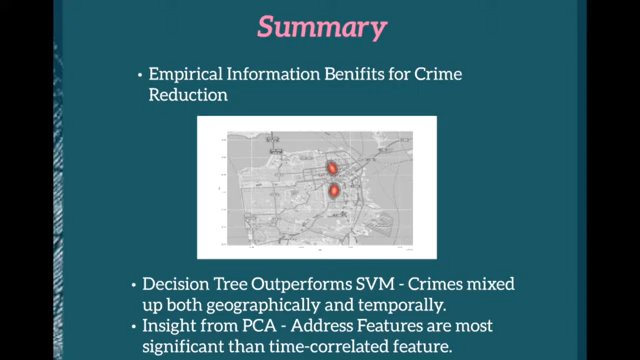 Summary
• Empirical Information Benifits for Crime
Reduction
• Decision Tree Outperforms SVM - Crimes mixed
up both geographically and temporally.
• Insight from PCA - Address Features are most
significant than time-correlated feature.